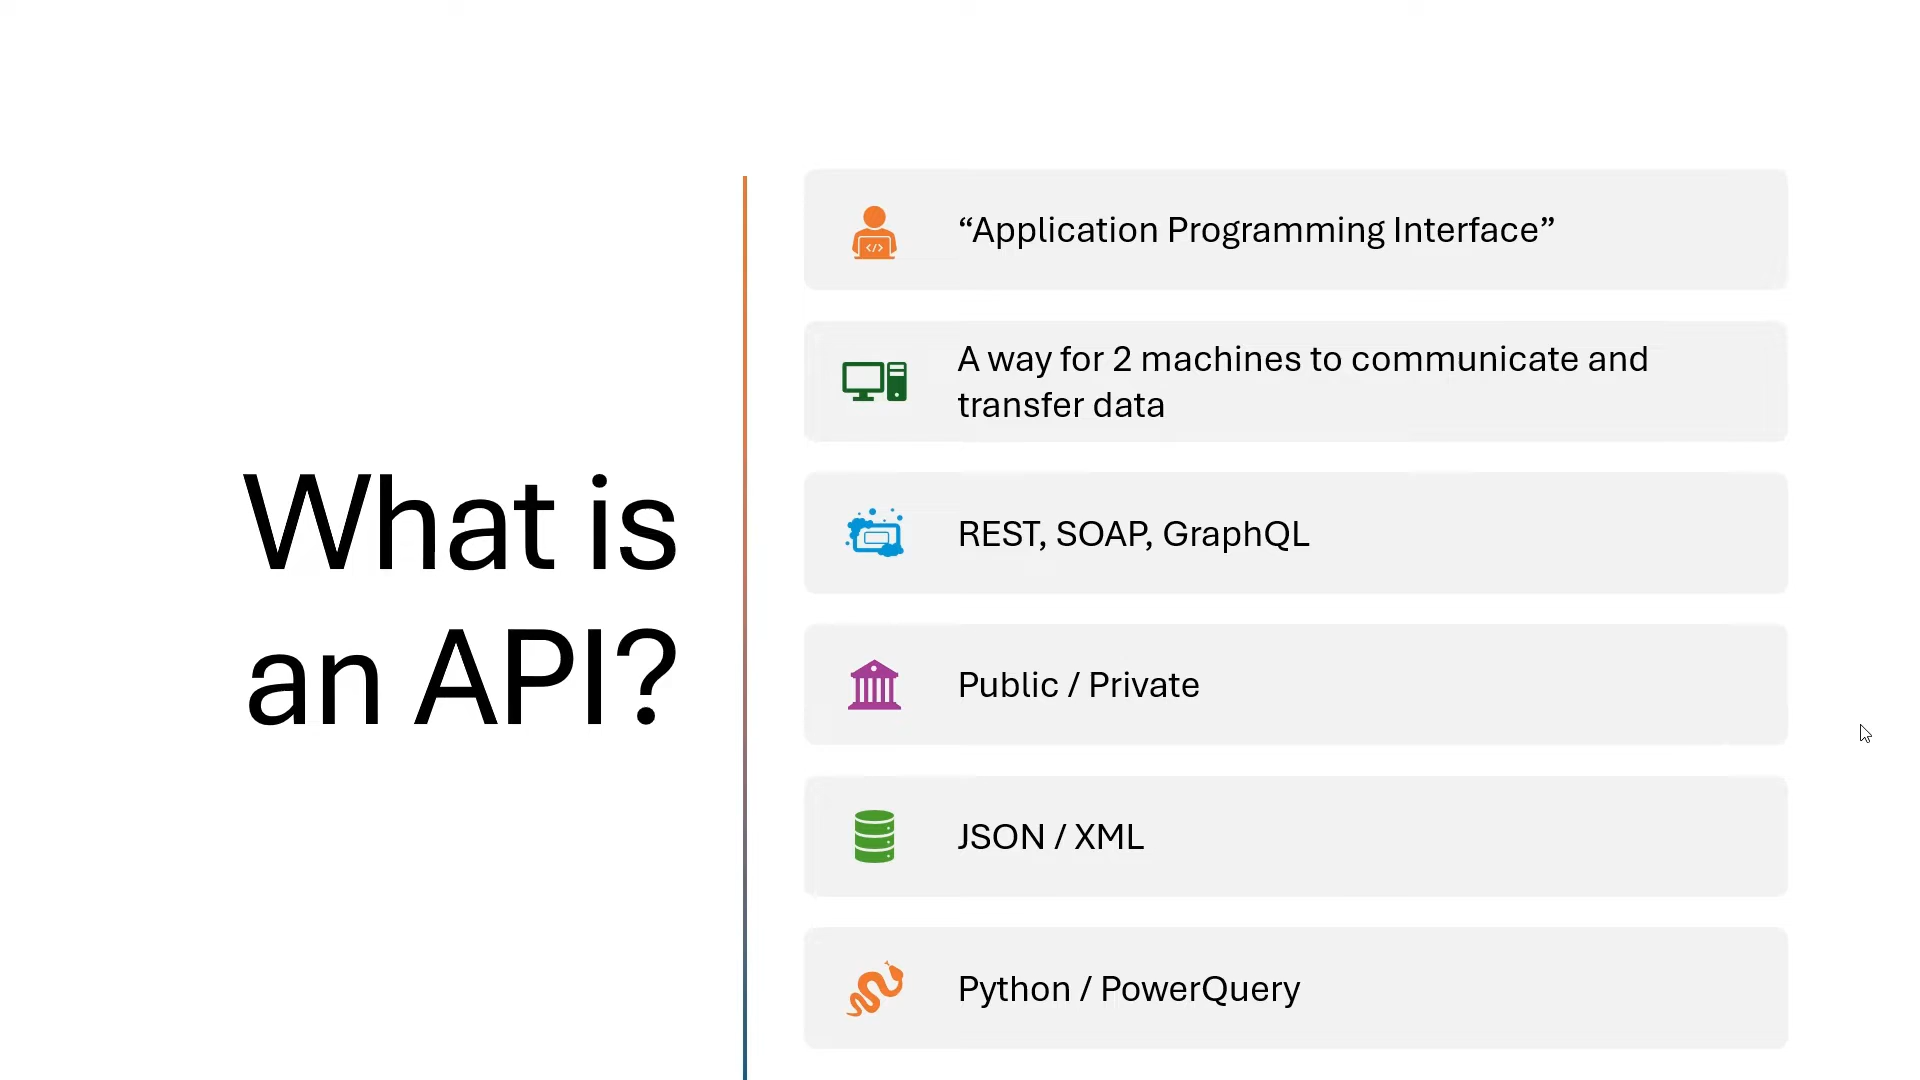 What is
an API?
“Application Programming Interface”
A way for 2 machines to communicate and
transfer data
REST, SOAP, GraphQL
Public / Private
JSON / XML
Python / PowerQuery